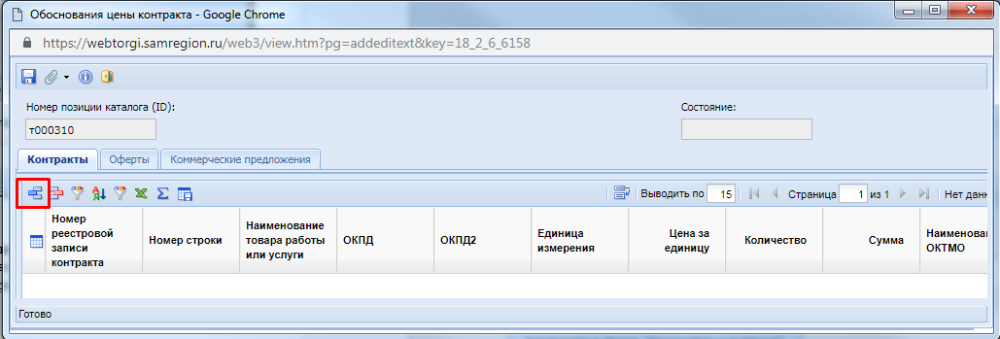 Обоснования цены контракта - Google Chrome
https://webtorgi.samregion.ru/web3/view.htm?pg=addeditext&key=18_2_6_6158
Номер позиции каталога (ID):
Состояние:
т000310
Контракты Оферты Коммерческие предложения
Выводить по 15 Страница 1 из 1 Нет данн
Номер реестровой записи контракта
Номер строки
Наименование товара работы или услуги
ОКПД
ОКПД2
Единица измерения
Цена за единицу
Количество
Сумма
Наименован ОКТМО
Готово